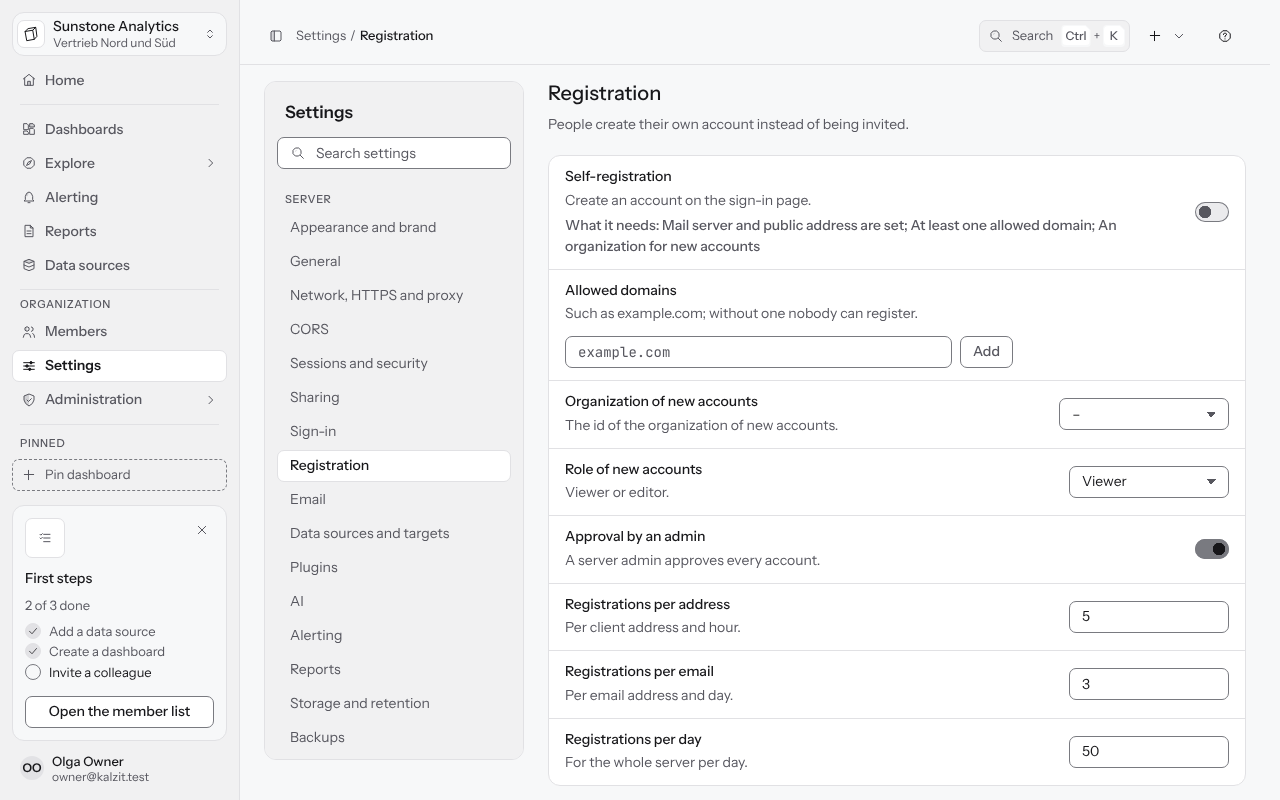 Sunstone Analytics
Vertrieb Nord und Süd
Home
Dashboards
Explore
Alerting
Reports
Data sources
ORGANIZATION
Members
Settings
Administration
PINNED
Pin dashboard
First steps
2 of 3 done
Add a data source
Create a dashboard
Invite a colleague
Open the member list
OO
Olga Owner
owner@kalzit.test
Settings / Registration
Search Ctrl + K
Settings
Search settings
SERVER
Appearance and brand
General
Network, HTTPS and proxy
CORS
Sessions and security
Sharing
Sign-in
Registration
Email
Data sources and targets
Plugins
AI
Alerting
Reports
Storage and retention
Backups
Registration
People create their own account instead of being invited.
Self-registration
Create an account on the sign-in page.
What it needs: Mail server and public address are set; At least one allowed domain; An
organization for new accounts
Allowed domains
Such as example.com; without one nobody can register.
example.com Add
Organization of new accounts
The id of the organization of new accounts.
–
Role of new accounts
Viewer or editor.
Viewer
Approval by an admin
A server admin approves every account.
Registrations per address
Per client address and hour.
5
Registrations per email
Per email address and day.
3
Registrations per day
For the whole server per day.
50